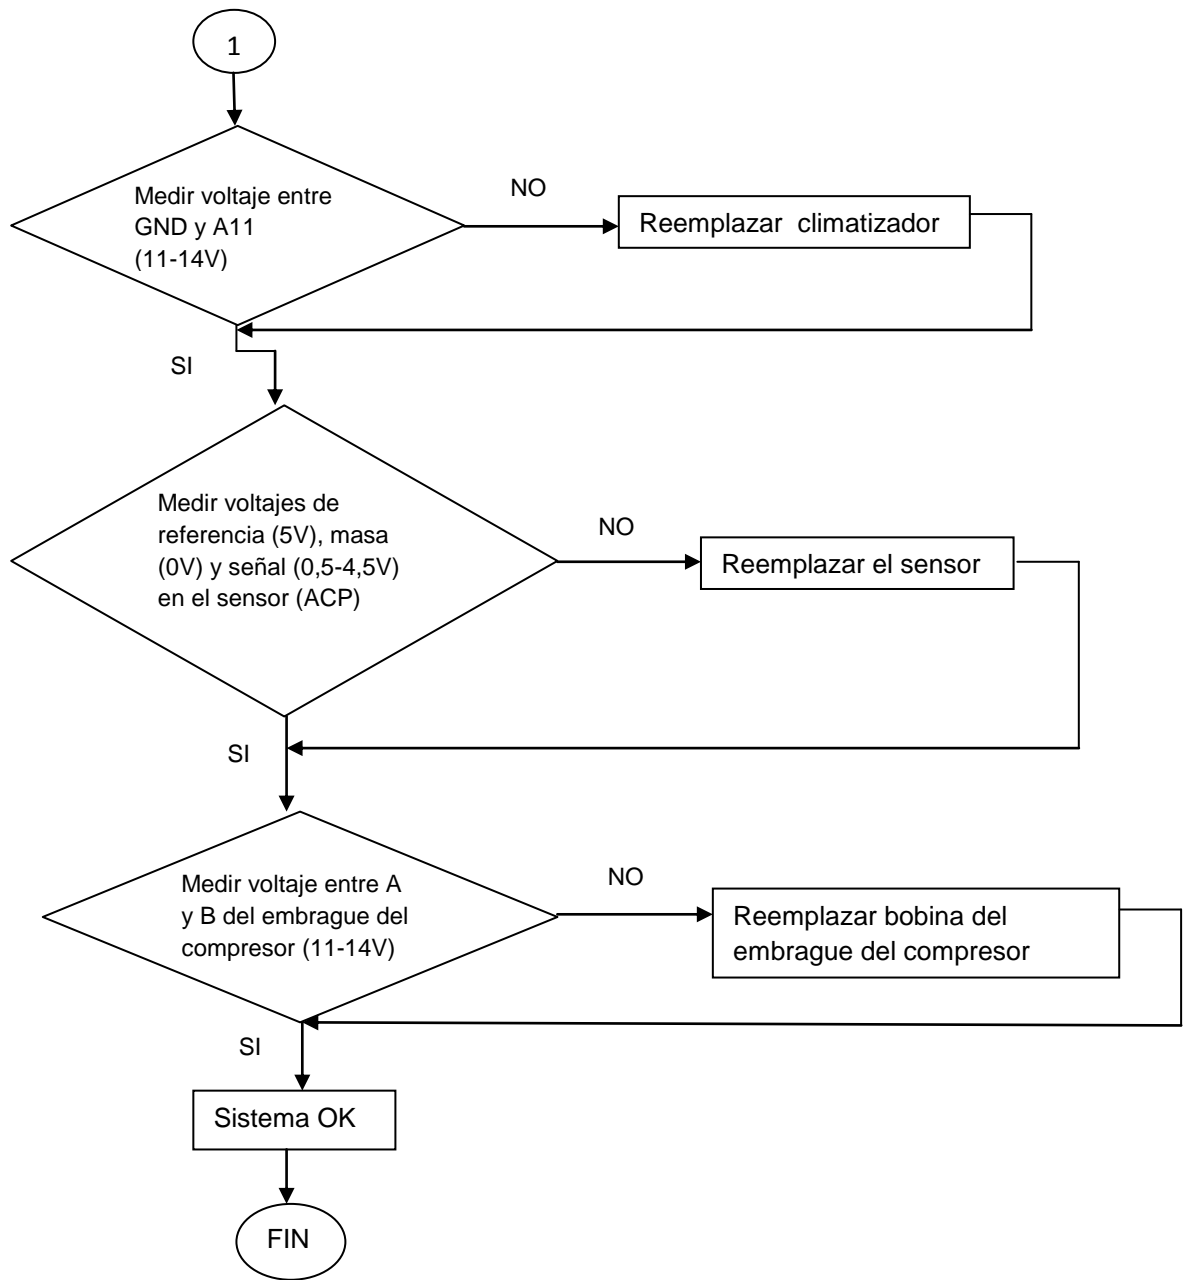 1
Medir voltaje entre
GND y A11
(11-14V)
NO
Reemplazar climatizador
SI
Medir voltajes de
referencia (5V), masa
(0V) y señal (0,5-4,5V)
en el sensor (ACP)
NO
Reemplazar el sensor
SI
Medir voltaje entre A
y B del embrague del
compresor (11-14V)
NO
Reemplazar bobina del
embrague del compresor
SI
Sistema OK
FIN